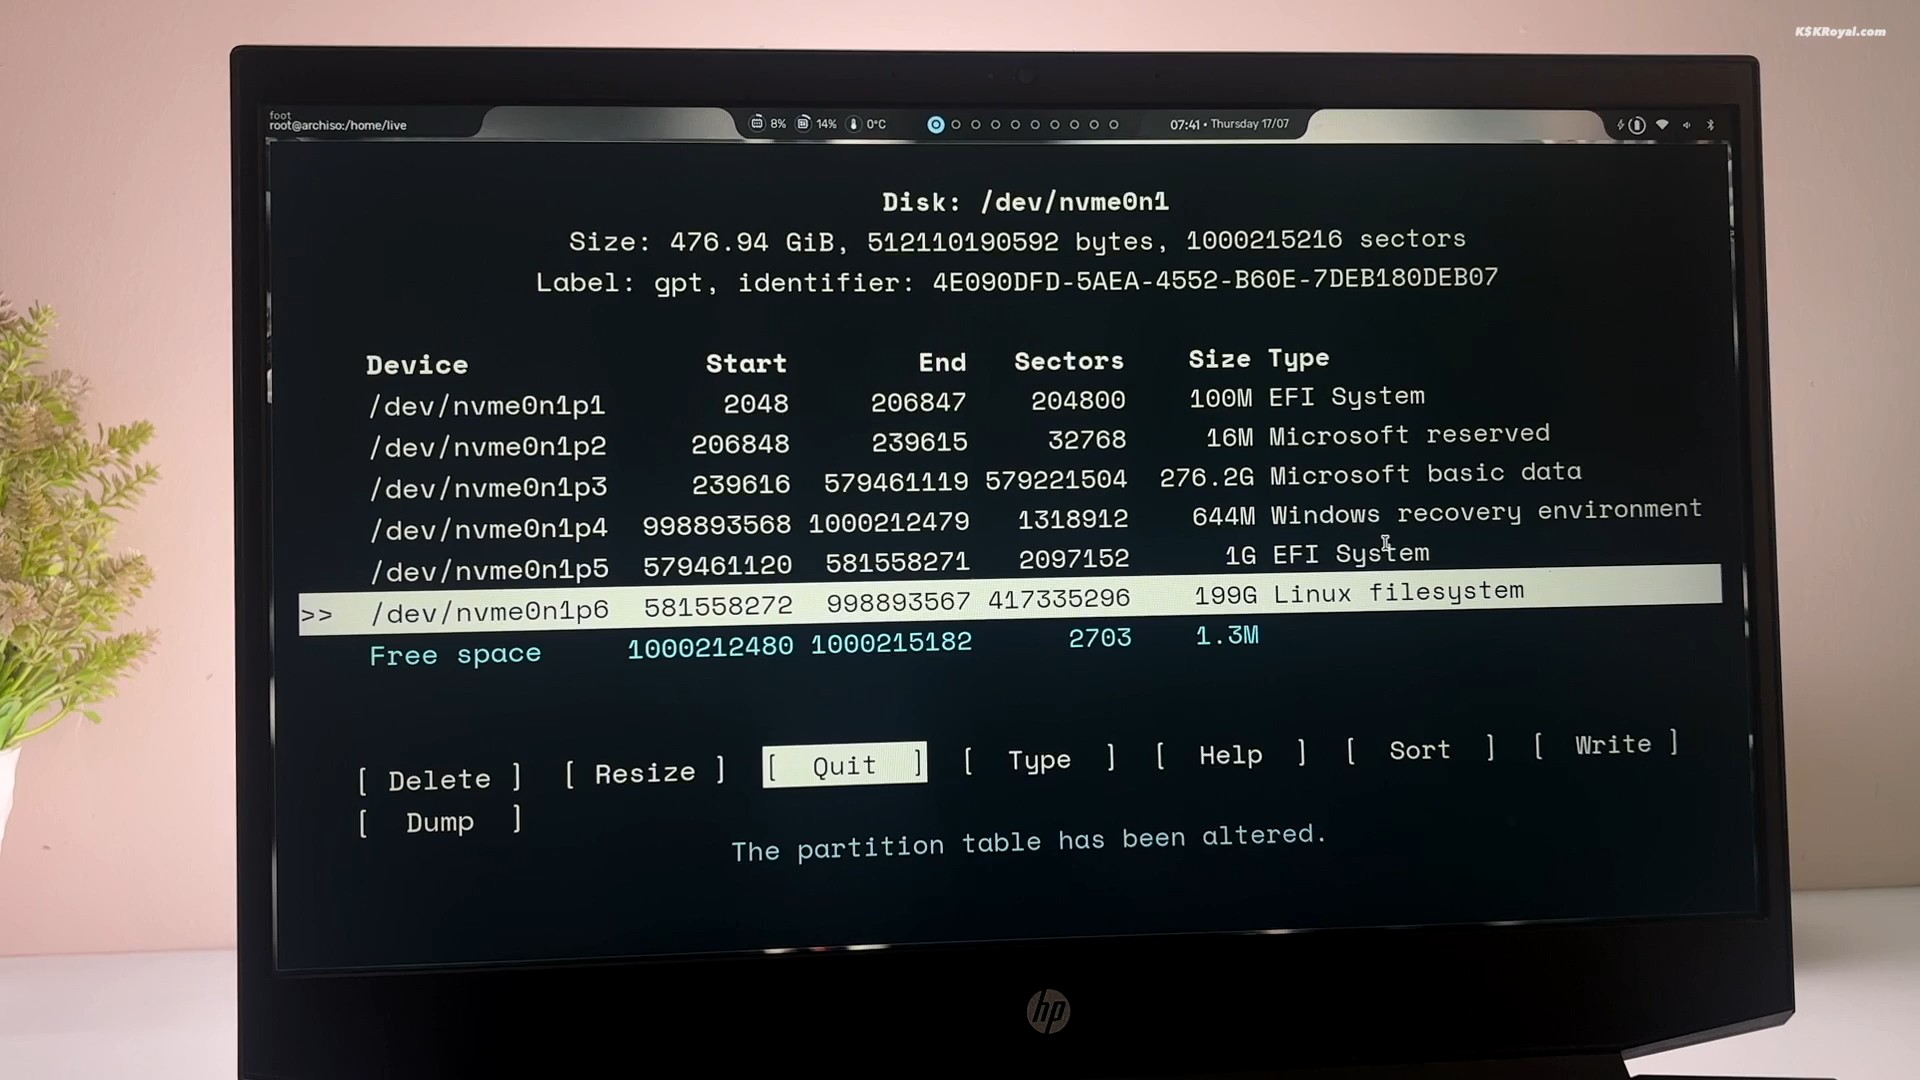 K$KRoyal.com
foot
root@archiso:/home/live
8% 14% 0°C 07:41 • Thursday 17/07
Disk: /dev/nvme0n1
Size: 476.94 GiB, 512110190592 bytes, 1000215216 sectors
Label: gpt, identifier: 4E090DFD-5AEA-4552-B60E-7DEB180DEB07
Device Start End Sectors Size Type
/dev/nvme0n1p1 2048 206847 204800 100M EFI System
/dev/nvme0n1p2 206848 239615 32768 16M Microsoft reserved
/dev/nvme0n1p3 239616 579461119 579221504 276.2G Microsoft basic data
/dev/nvme0n1p4 998893568 1000212479 1318912 644M Windows recovery environment
/dev/nvme0n1p5 579461120 581558271 2097152 1G EFI System
>> /dev/nvme0n1p6 581558272 998893567 417335296 199G Linux filesystem
Free space 1000212480 1000215182 2703 1.3M
[ Delete ] [ Resize ] [ Quit ] [ Type ] [ Help ] [ Sort ] [ Write ]
[ Dump ]
The partition table has been altered.
hp